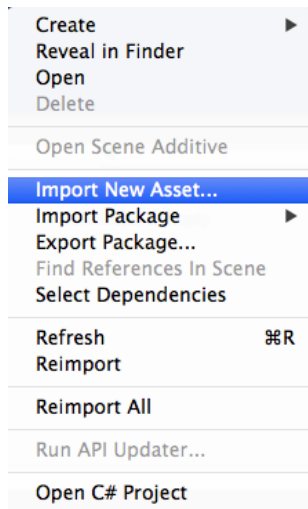 Create ▶
Reveal in Finder
Open
Delete
Open Scene Additive
Import New Asset...
Import Package ▶
Export Package...
Find References In Scene
Select Dependencies
Refresh ⌘R
Reimport
Reimport All
Run API Updater...
Open C# Project